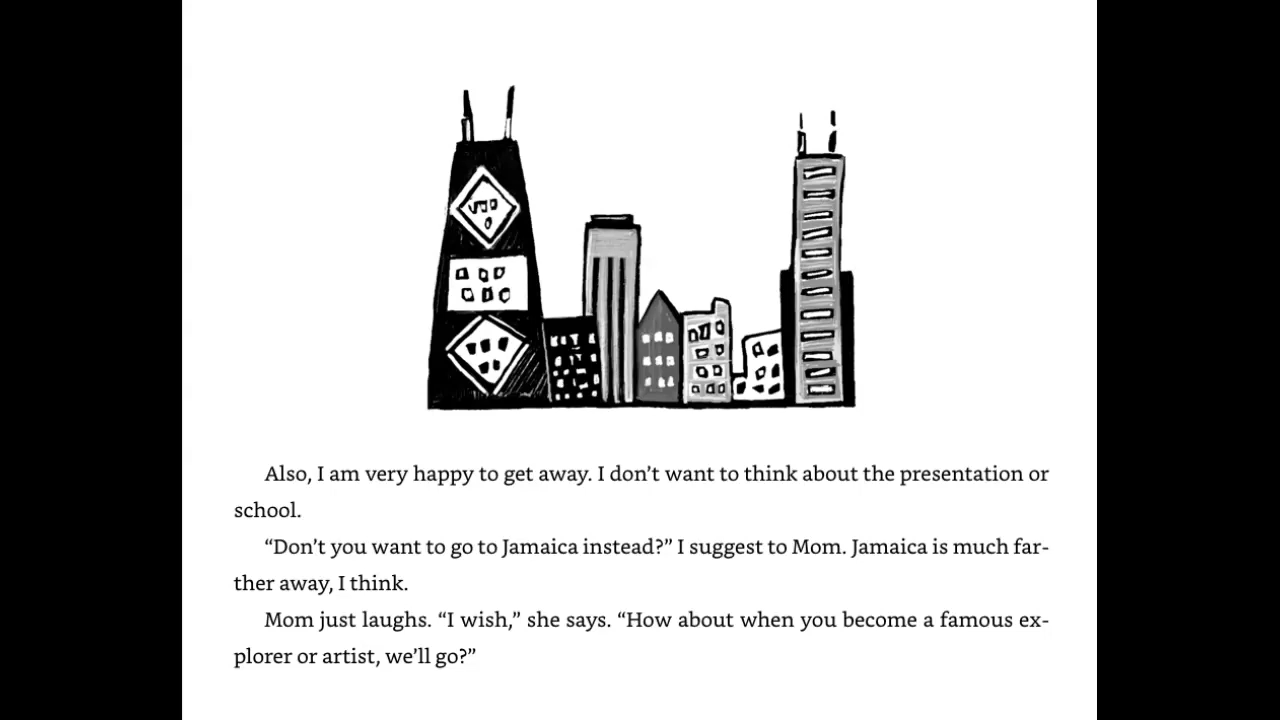 Also, I am very happy to get away. I don’t want to think about the presentation or
school.
“Don’t you want to go to Jamaica instead?” I suggest to Mom. Jamaica is much far-
ther away, I think.
Mom just laughs. “I wish,” she says. “How about when you become a famous ex-
plorer or artist, we’ll go?”